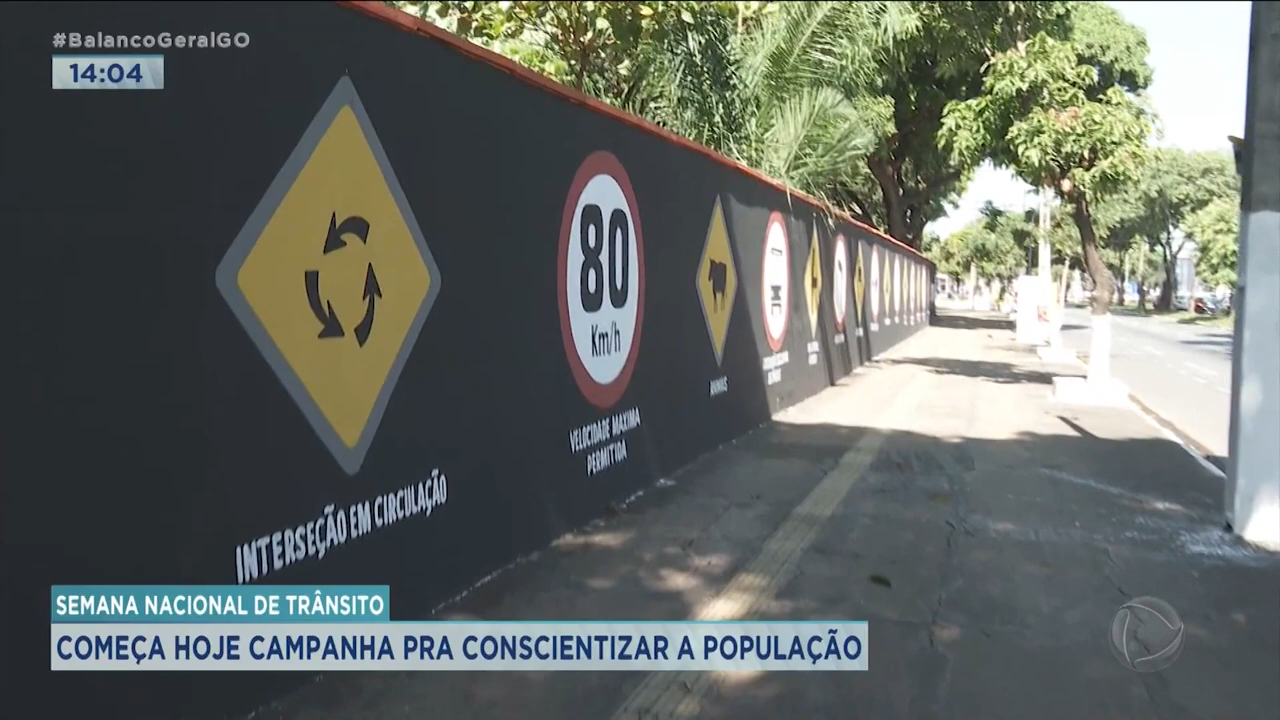 #BalancoGeralGO
14:04
80
Km/h
ANIMAIS
VELOCIDADE MAXIMA
PERMITIDA
INTERSEÇÃO EM CIRCULAÇÃO
SEMANA NACIONAL DE TRÂNSITO
COMEÇA HOJE CAMPANHA PRA CONSCIENTIZAR A POPULAÇÃO